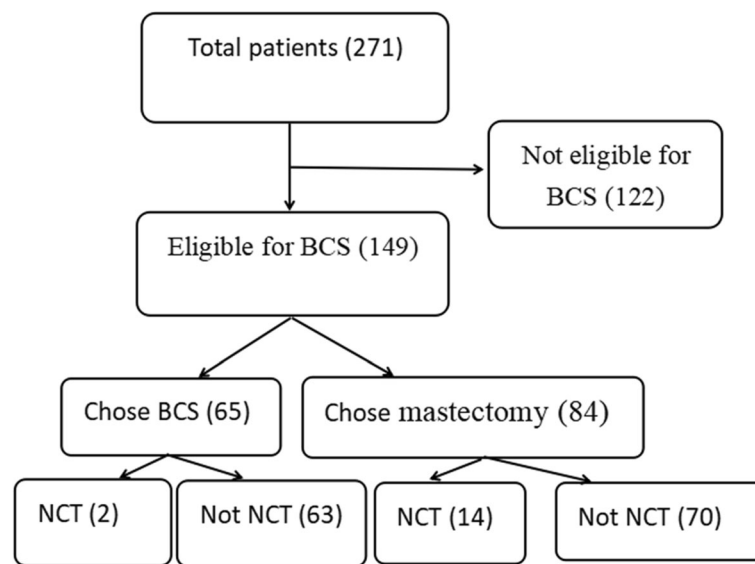 Total patients (271)
Not eligible for
BCS (122)
Eligible for BCS (149)
Chose BCS (65)
Chose mastectomy (84)
NCT (2)
Not NCT (63)
NCT (14)
Not NCT (70)